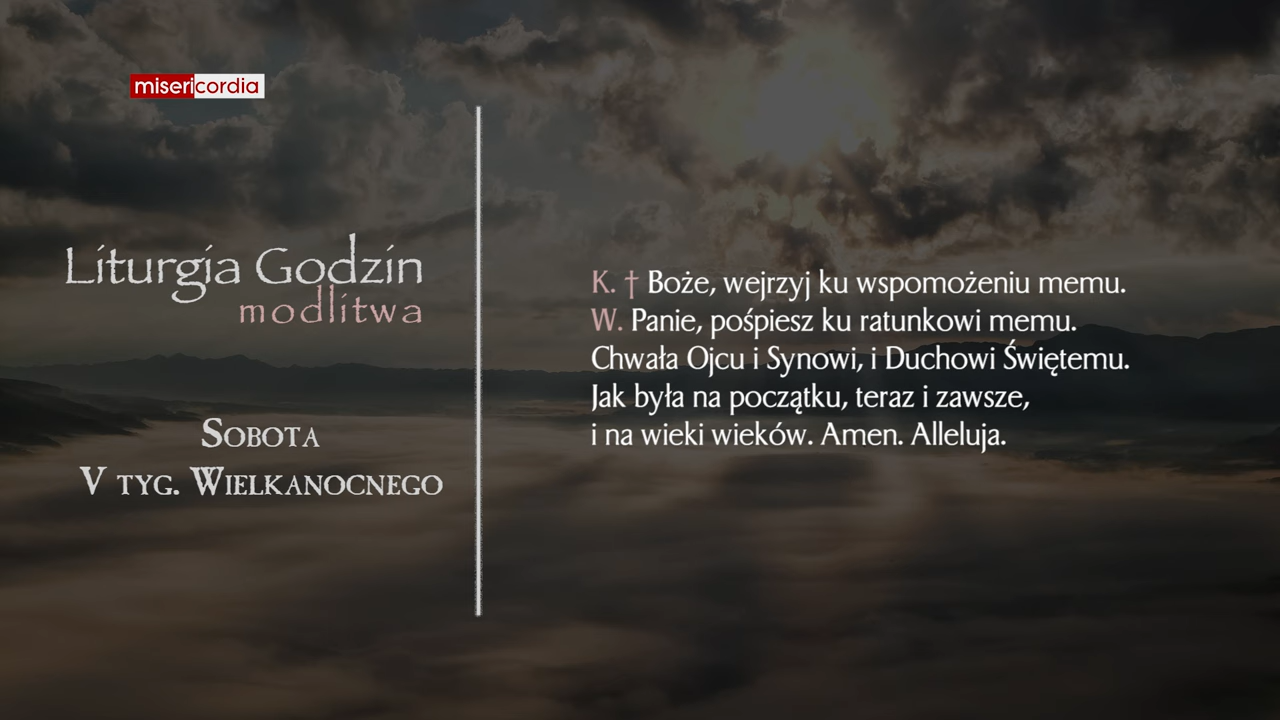 misericordia
Liturgia Godzin
modlitwa
Sobota
V tyg. Wielkanocnego
K. † Boże, wejrzyj ku wspomożeniu memu.
W. Panie, pośpiesz ku ratunkowi memu.
Chwała Ojcu i Synowi, i Duchowi Świętemu.
Jak była na początku, teraz i zawsze,
i na wieki wieków. Amen. Alleluja.